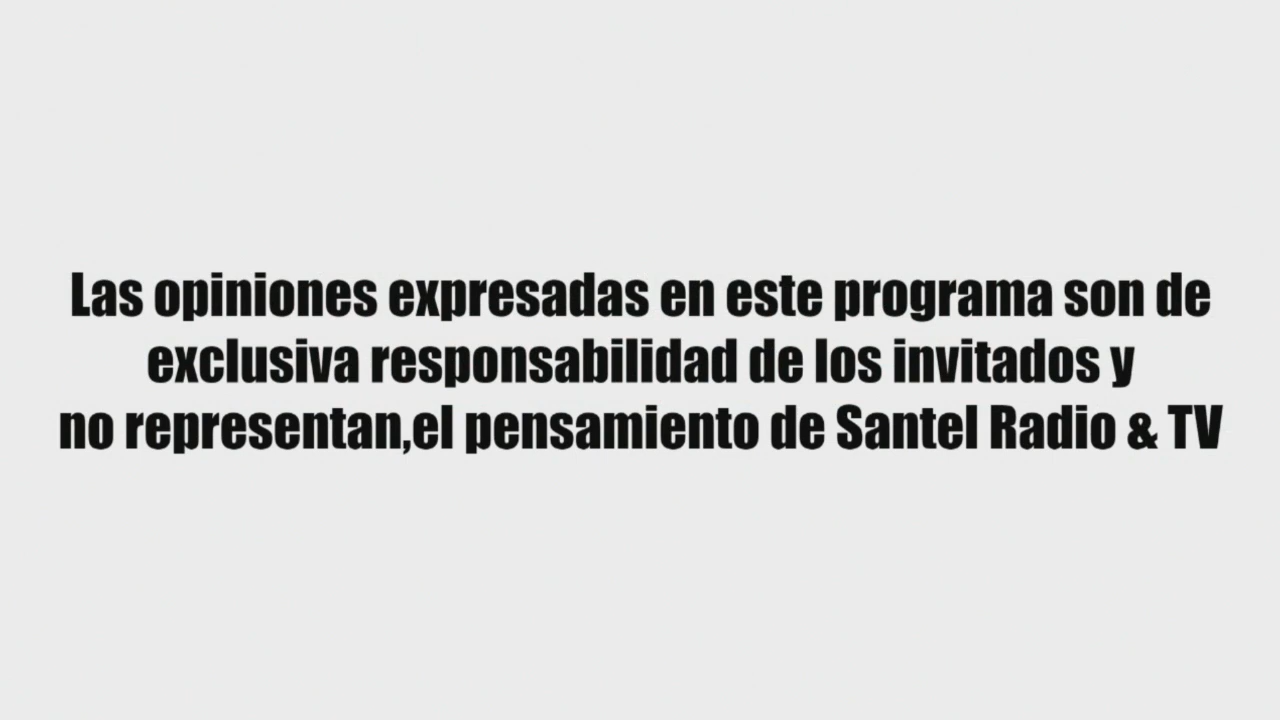 Las opiniones expresadas en este programa son de
exclusiva responsabilidad de los invitados y
no representan,el pensamiento de Santel Radio & TV